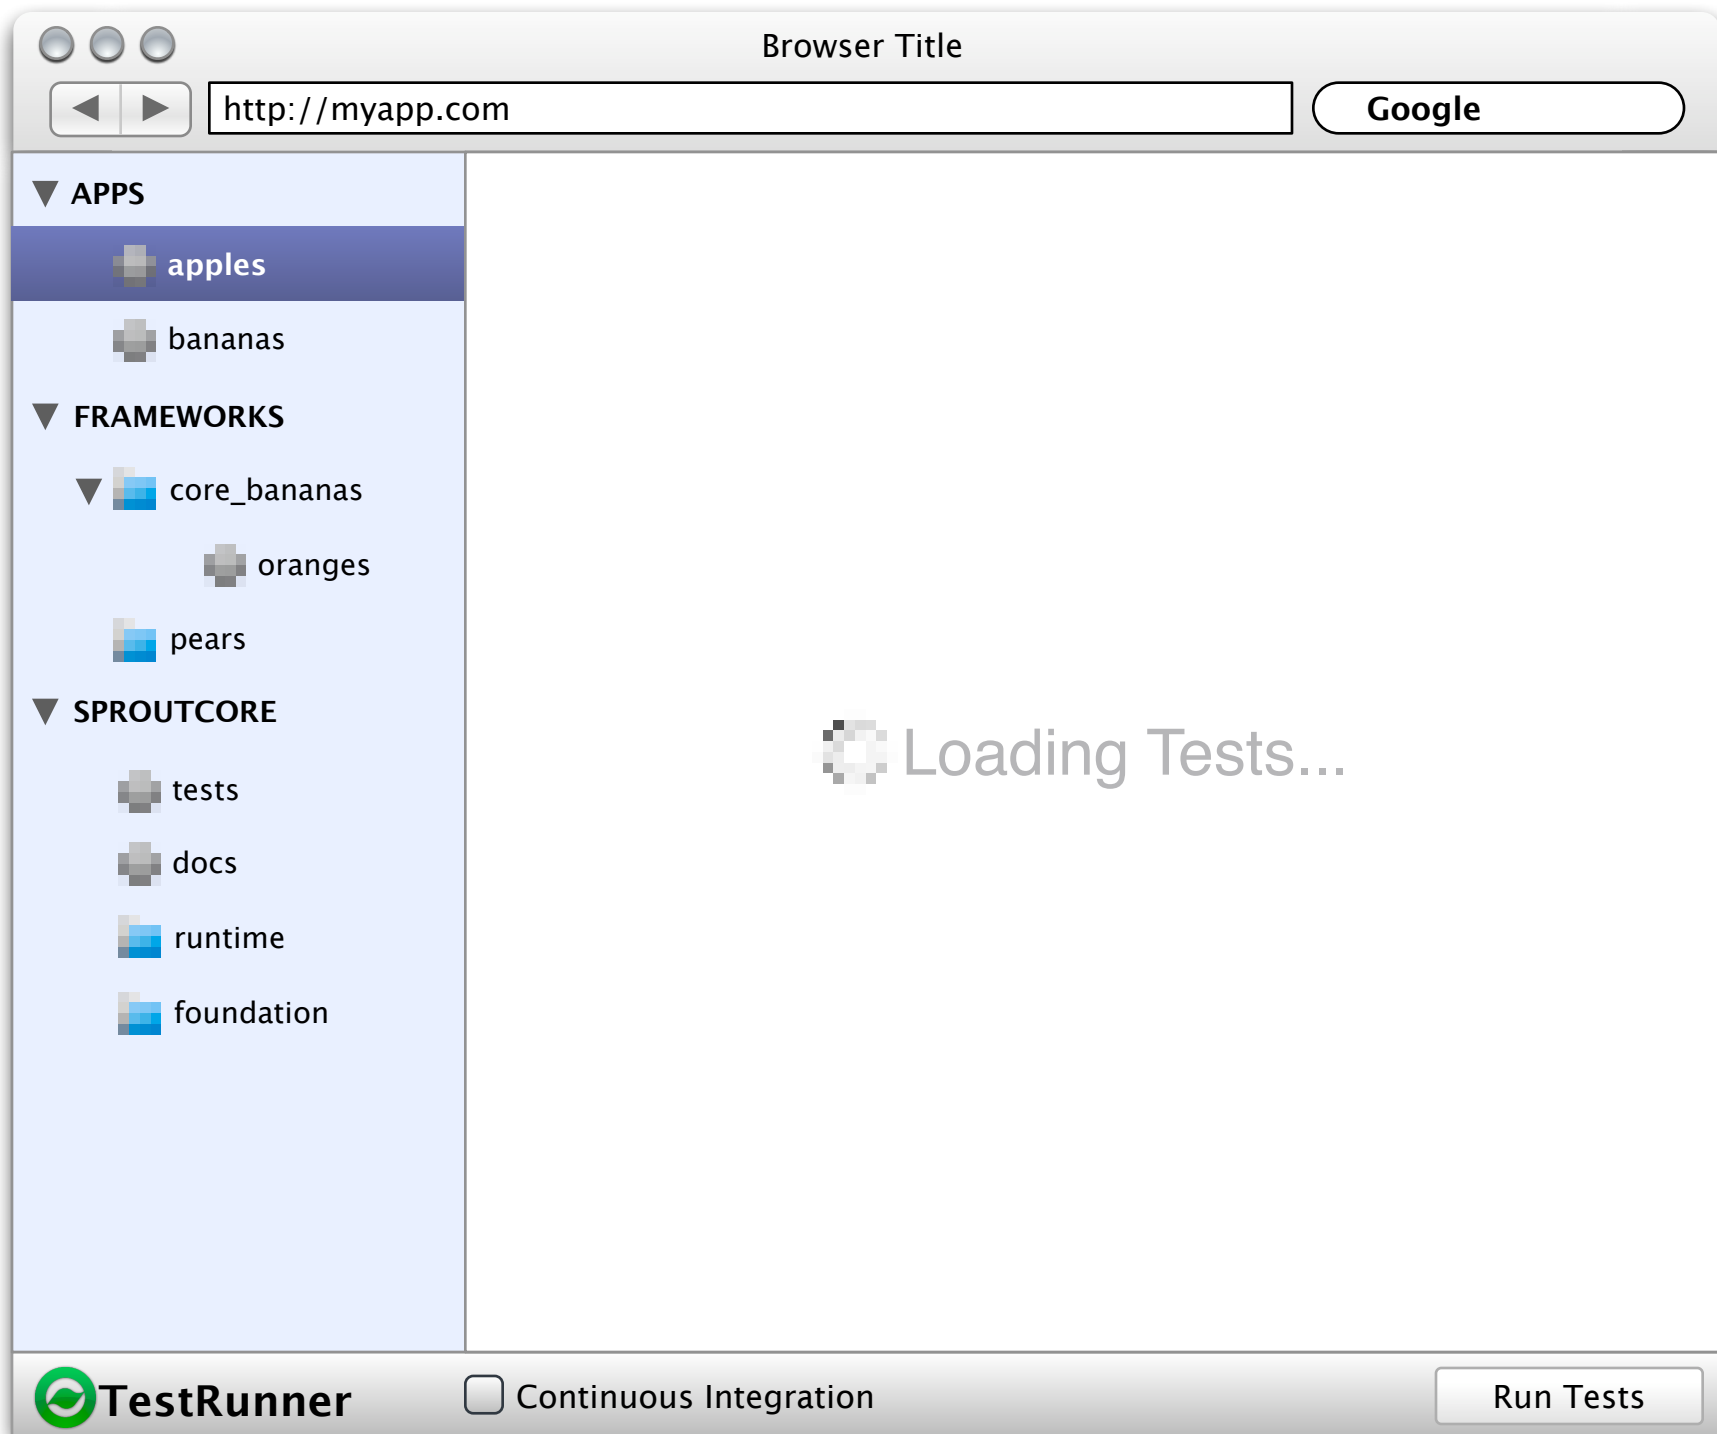 Browser Title
http://myapp.com
Google
APPS
apples
bananas
FRAMEWORKS
core_bananas
oranges
pears
SPROUTCORE
tests
docs
runtime
foundation
Loading Tests...
TestRunner
Continuous Integration
Run Tests